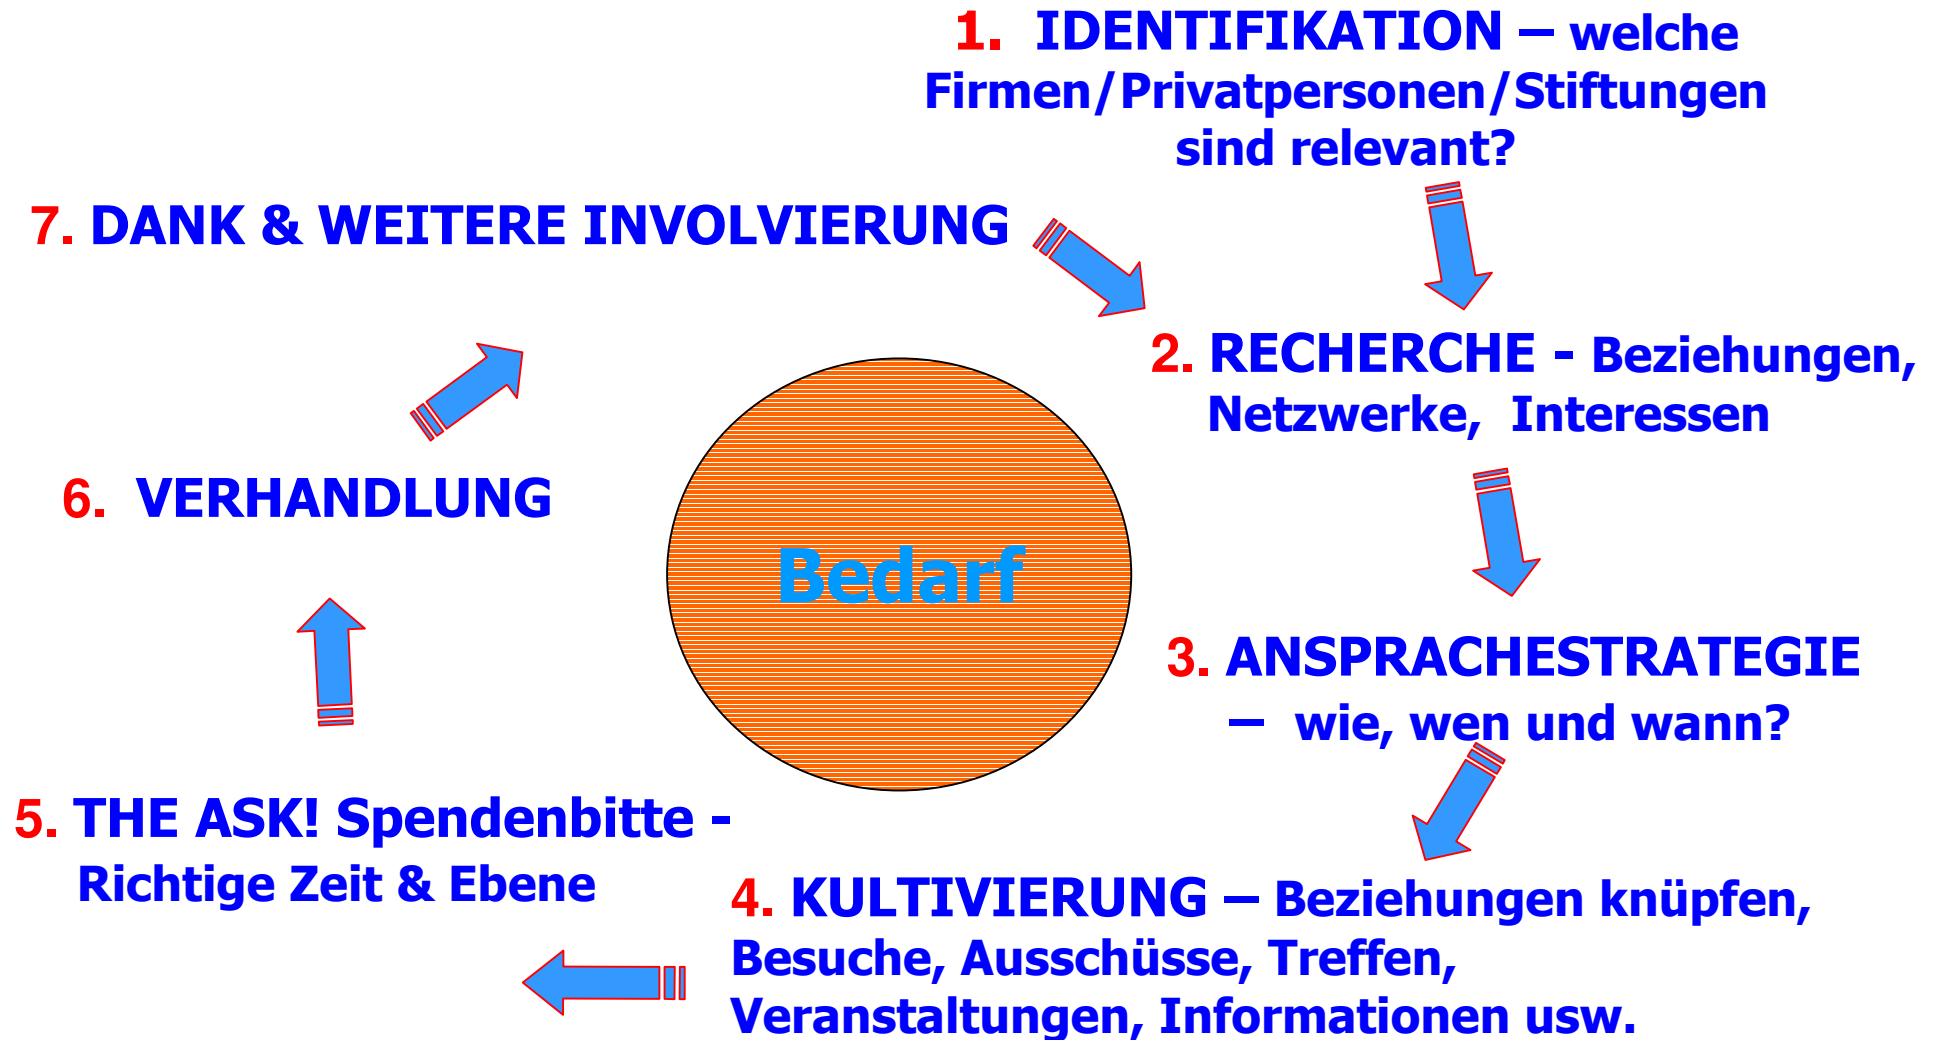 1. IDENTIFIKATION – welche
Firmen/Privatpersonen/Stiftungen
sind relevant?
2. RECHERCHE - Beziehungen,
Netzwerke, Interessen
3. ANSPRACHESTRATEGIE
– wie, wen und wann?
4. KULTIVIERUNG – Beziehungen knüpfen,
Besuche, Ausschüsse, Treffen,
Veranstaltungen, Informationen usw.
5. THE ASK! Spendenbitte -
Richtige Zeit & Ebene
6. VERHANDLUNG
7. DANK & WEITERE INVOLVIERUNG
Bedarf